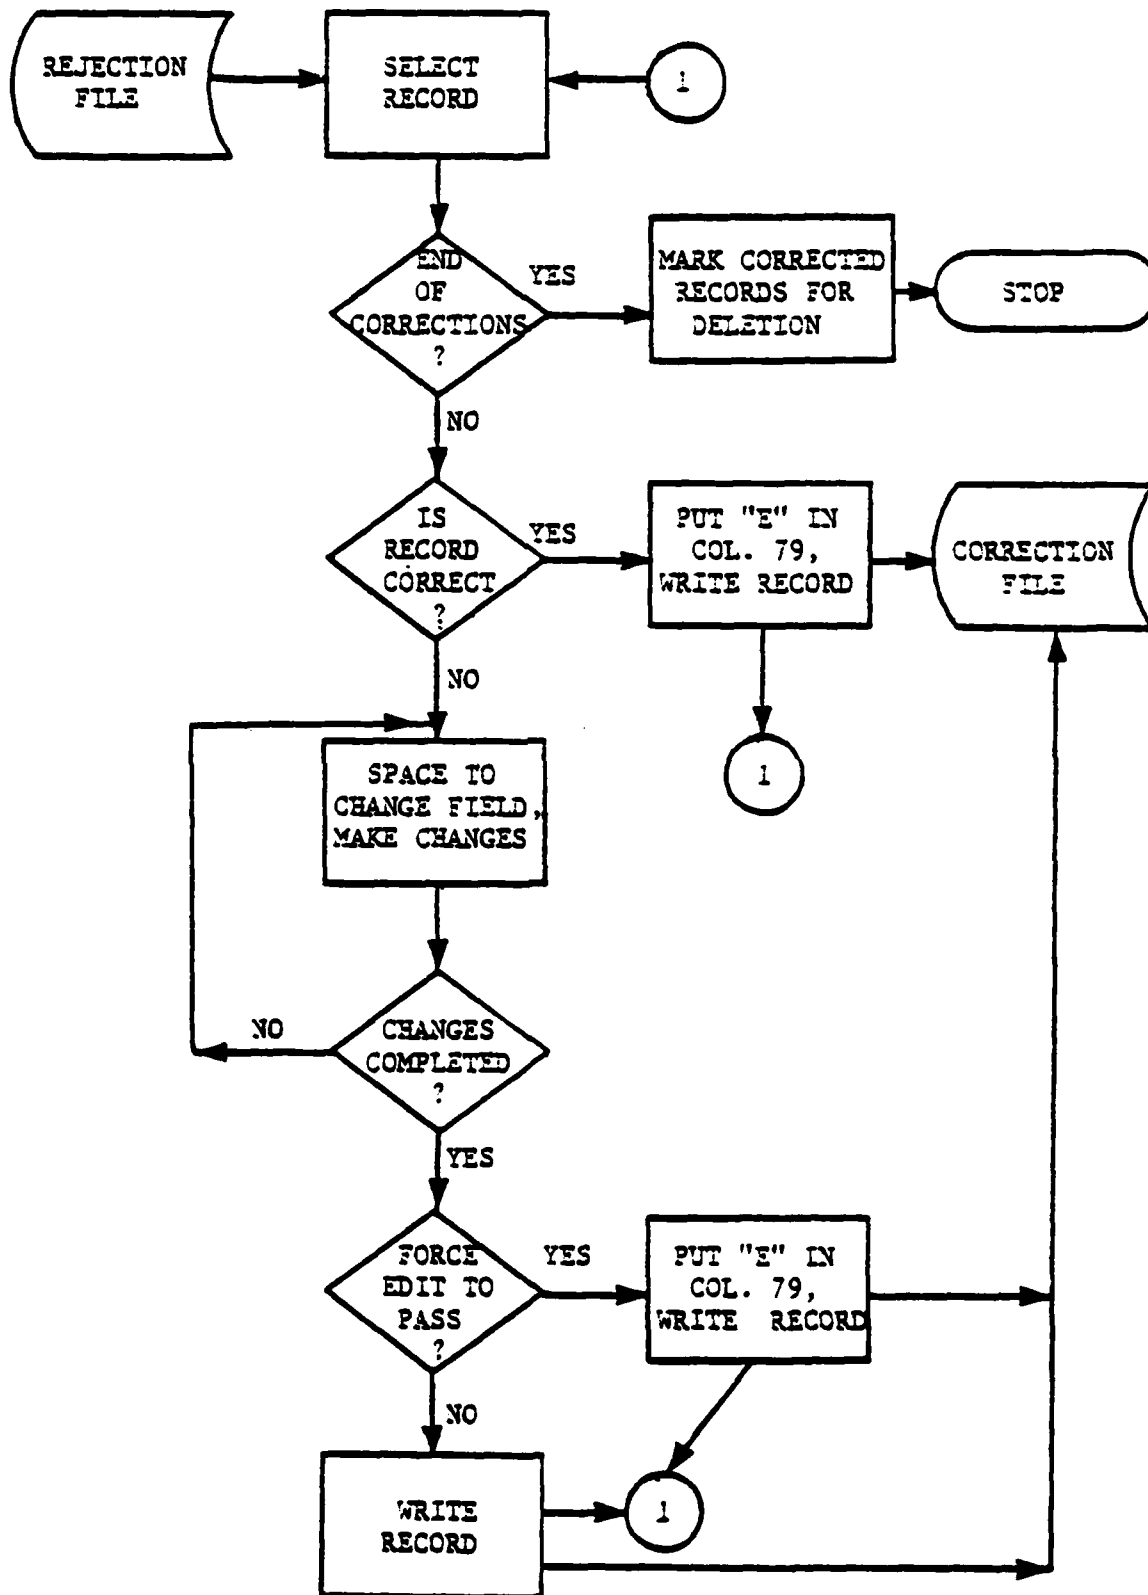 REJECTION
FILE
SELECT
RECORD
1
END
OF
CORRECTIONS
?
YES
MARK CORRECTED
RECORDS FOR
DELETION
STOP
NO
IS
RECORD
CORRECT
?
YES
PUT "E" IN
COL. 79,
WRITE RECORD
CORRECTION
FILE
NO
1
SPACE TO
CHANGE FIELD,
MAKE CHANGES
NO
CHANGES
COMPLETED
?
YES
FORCE
EDIT TO
PASS
?
YES
PUT "E" IN
COL. 79,
WRITE RECORD
NO
WRITE
RECORD
1